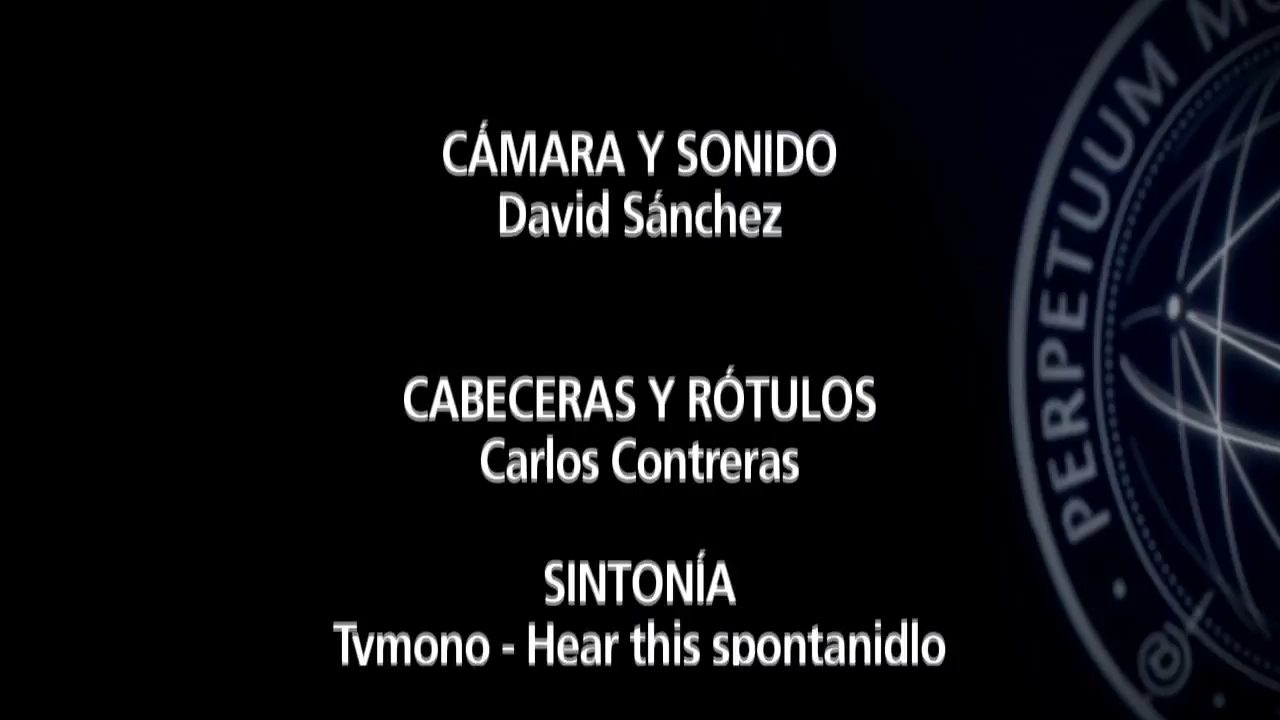 CÁMARA Y SONIDO
David Sánchez
CABECERAS Y RÓTULOS
Carlos Contreras
SINTONÍA
Tvmono - Hear this spontanidlo
PERPETUUM